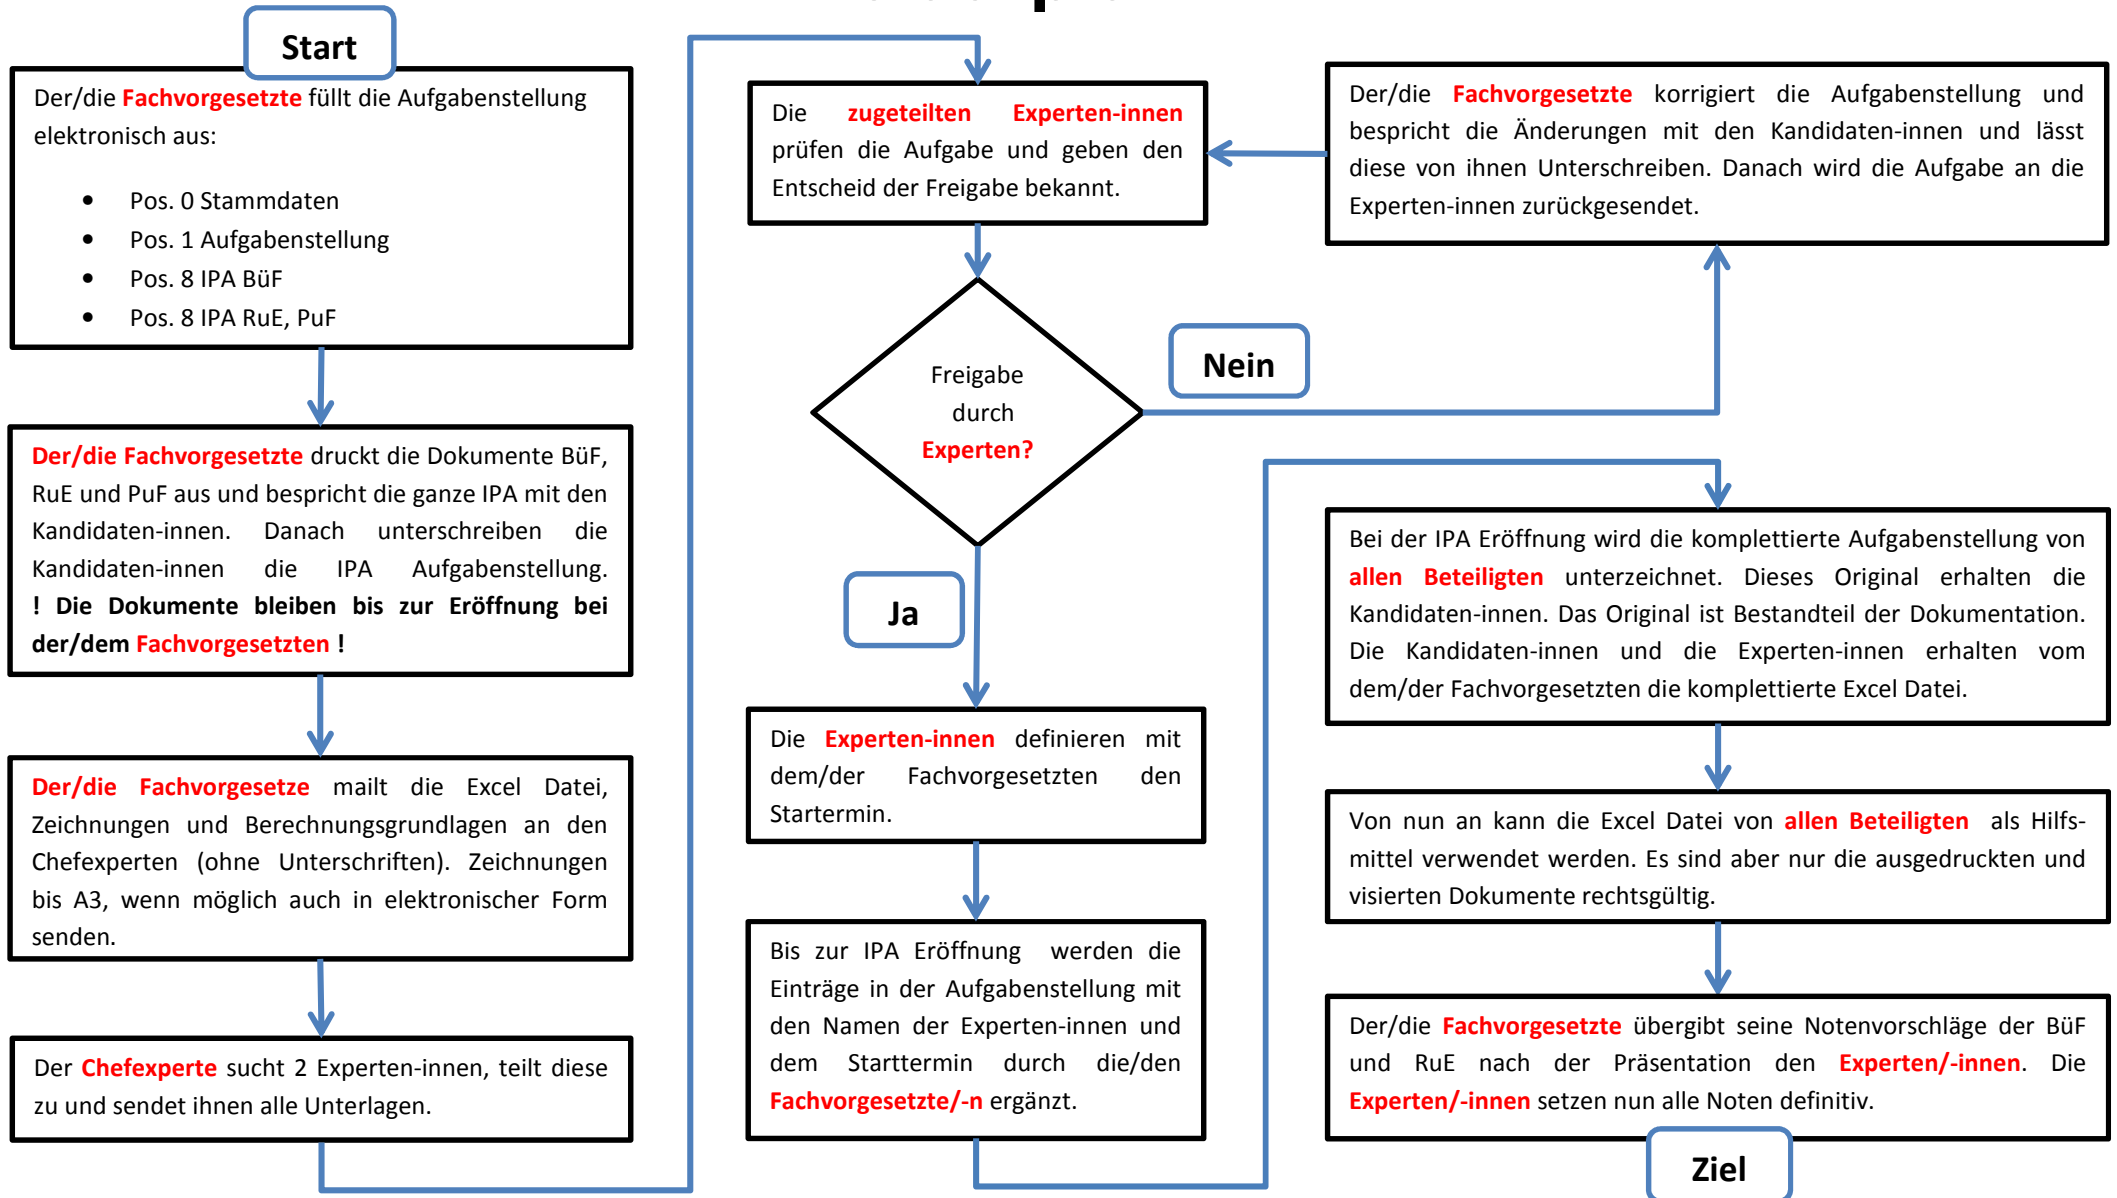 Start
Der/die Fachvorgesetzte füllt die Aufgabenstellung
elektronisch aus:
• Pos. 0 Stammdaten
• Pos. 1 Aufgabenstellung
• Pos. 8 IPA BüF
• Pos. 8 IPA RuE, PuF
Der/die Fachvorgesetzte druckt die Dokumente BüF,
RuE und PuF aus und bespricht die ganze IPA mit den
Kandidaten-innen. Danach unterschreiben die
Kandidaten-innen die IPA Aufgabenstellung.
! Die Dokumente bleiben bis zur Eröffnung bei
der/dem Fachvorgesetzten !
Der/die Fachvorgesetze mailt die Excel Datei,
Zeichnungen und Berechnungsgrundlagen an den
Chefexperten (ohne Unterschriften). Zeichnungen
bis A3, wenn möglich auch in elektronischer Form
senden.
Der Chefexperte sucht 2 Experten-innen, teilt diese
zu und sendet ihnen alle Unterlagen.
Die zugeteilten Experten-innen
prüfen die Aufgabe und geben den
Entscheid der Freigabe bekannt.
Freigabe
durch
Experten?
Nein
Der/die Fachvorgesetzte korrigiert die Aufgabenstellung und
bespricht die Änderungen mit den Kandidaten-innen und lässt
diese von ihnen Unterschreiben. Danach wird die Aufgabe an die
Experten-innen zurückgesendet.
Ja
Die Experten-innen definieren mit
dem/der Fachvorgesetzten den
Startermin.
Bis zur IPA Eröffnung werden die
Einträge in der Aufgabenstellung mit
den Namen der Experten-innen und
dem Starttermin durch die/den
Fachvorgesetzte/-n ergänzt.
Bei der IPA Eröffnung wird die komplettierte Aufgabenstellung von
allen Beteiligten unterzeichnet. Dieses Original erhalten die
Kandidaten-innen. Das Original ist Bestandteil der Dokumentation.
Die Kandidaten-innen und die Experten-innen erhalten vom
dem/der Fachvorgesetzten die komplettierte Excel Datei.
Von nun an kann die Excel Datei von allen Beteiligten als Hilfs-
mittel verwendet werden. Es sind aber nur die ausgedruckten und
visierten Dokumente rechtsgültig.
Der/die Fachvorgesetzte übergibt seine Notenvorschläge der BüF
und RuE nach der Präsentation den Experten/-innen. Die
Experten/-innen setzen nun alle Noten definitiv.
Ziel